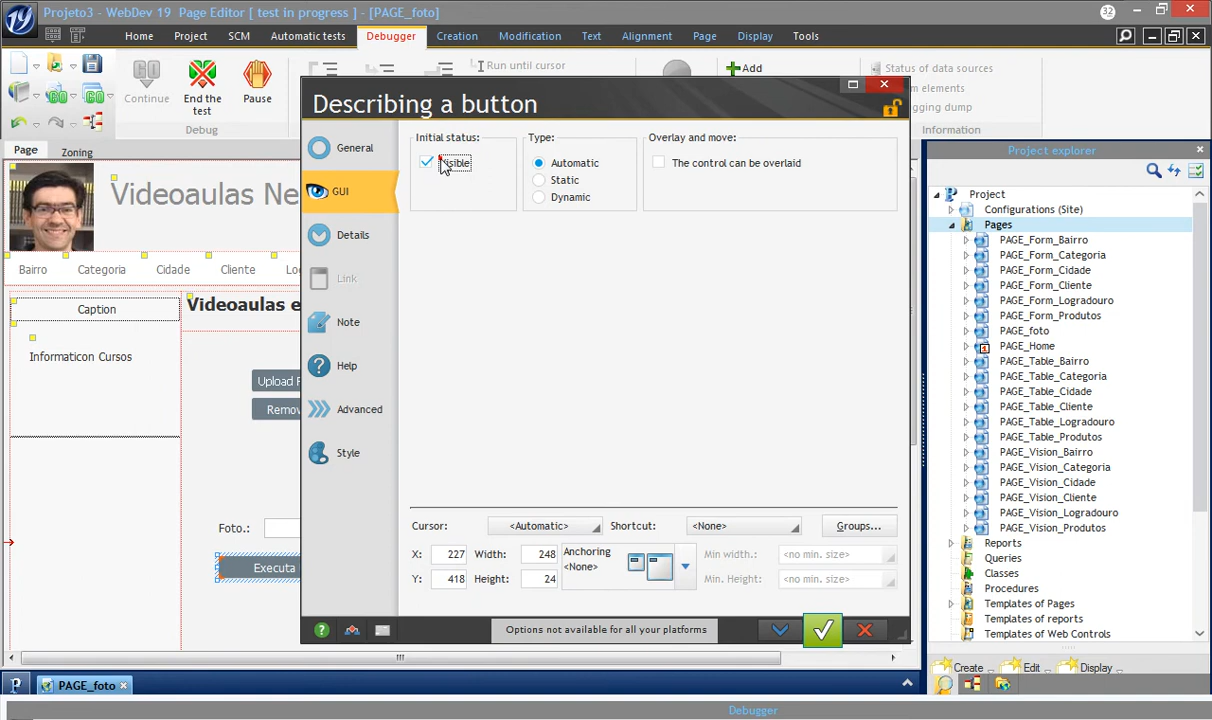 Projeto3 - WebDev 19 Page Editor [ test in progress ] - [PAGE_foto]
32
19
Home Project SCM Automatic tests Debugger Creation Modification Text Alignment Page Display Tools
GO
Continue
End the
test
Pause
Debug
Run until cursor
Add
Status of data sources
m elements
gging dump
Information
Page Zoning
Videoaulas Ne
Bairro Categoria Cidade Cliente Lo
Caption
Informaticon Cursos
Videoaulas e
Upload F
Remov
Foto.:
Executa
Describing a button
General
GUI
Details
Link
Note
Help
Advanced
Style
Initial status:
Visible
Type:
Automatic
Static
Dynamic
Overlay and move:
The control can be overlaid
Cursor: <Automatic> Shortcut: <None> Groups...
X: 227 Width: 248
Y: 418 Height: 24
Anchoring
<None>
Min width.: <no min. size>
Min. Height: <no min. size>
Options not available for all your platforms
Project explorer
Project
Configurations (Site)
Pages
PAGE_Form_Bairro
PAGE_Form_Categoria
PAGE_Form_Cidade
PAGE_Form_Cliente
PAGE_Form_Logradouro
PAGE_Form_Produtos
PAGE_foto
PAGE_Home
PAGE_Table_Bairro
PAGE_Table_Categoria
PAGE_Table_Cidade
PAGE_Table_Cliente
PAGE_Table_Logradouro
PAGE_Table_Produtos
PAGE_Vision_Bairro
PAGE_Vision_Categoria
PAGE_Vision_Cidade
PAGE_Vision_Cliente
PAGE_Vision_Logradouro
PAGE_Vision_Produtos
Reports
Queries
Classes
Procedures
Templates of Pages
Templates of reports
Templates of Web Controls
Create Edit Display
PAGE_foto
Debugger